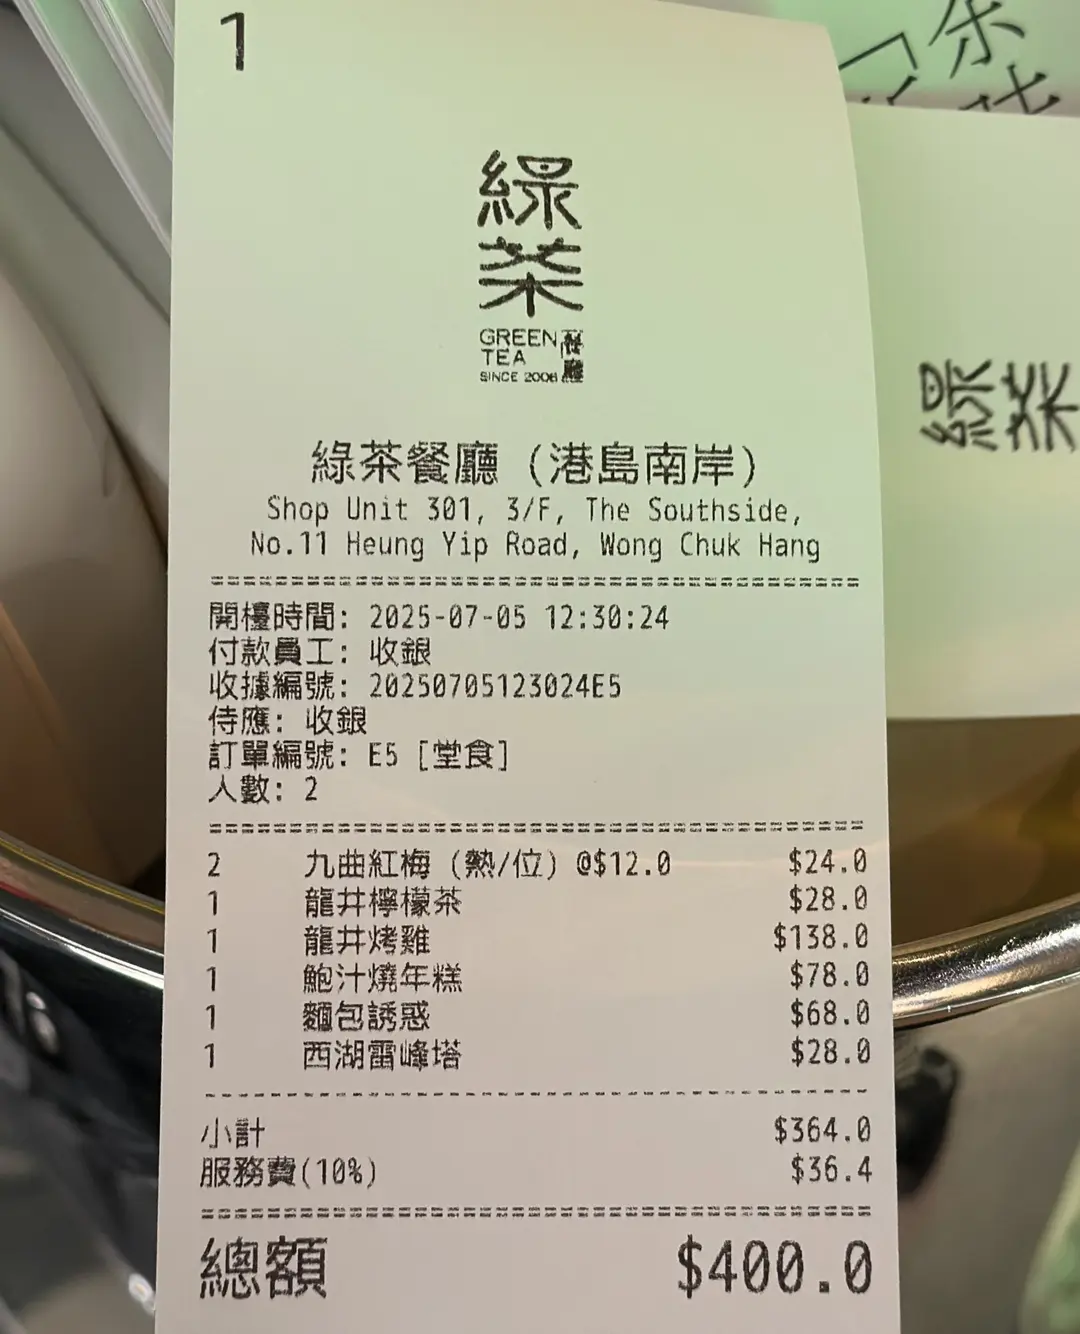 1
綠
茶
GREEN
TEA
SINCE 2008
餐廳
綠茶餐廳 (港島南岸)
Shop Unit 301, 3/F, The Southside,
No.11 Heung Yip Road, Wong Chuk Hang
開檯時間: 2025-07-05 12:30:24
付款員工: 收銀
收據編號: 20250705123024E5
侍應: 收銀
訂單編號: E5 [堂食]
人數: 2
2 九曲紅梅 (熱/位) @$12.0 $24.0
1 龍井檸檬茶 $28.0
1 龍井烤雞 $138.0
1 鮑汁燒年糕 $78.0
1 麵包誘惑 $68.0
1 西湖雷峰塔 $28.0
小計 $364.0
服務費(10%) $36.4
總額 $400.0
綠茶